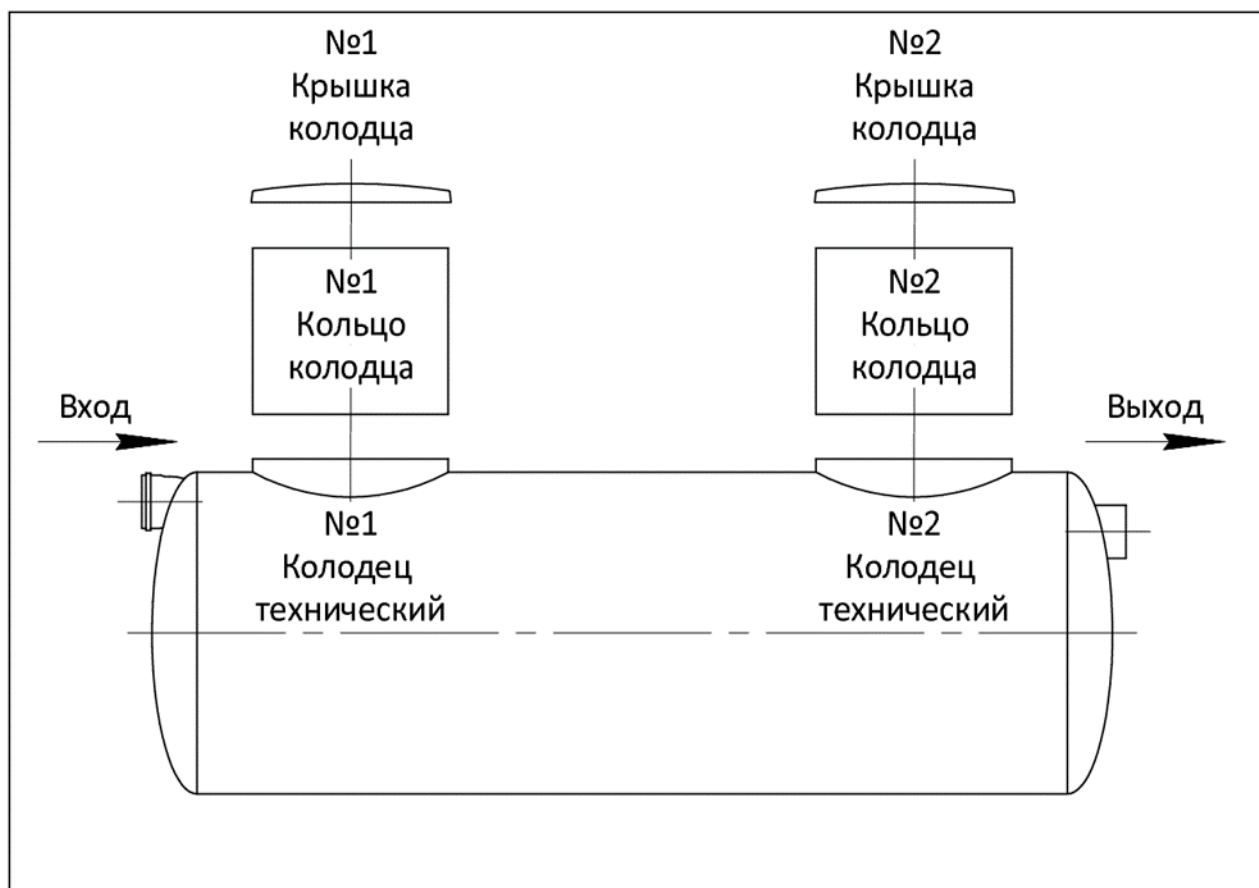 №1
Крышка
колодца
№2
Крышка
колодца
№1
Кольцо
колодца
№2
Кольцо
колодца
Вход
Выход
№1
Колодец
технический
№2
Колодец
технический